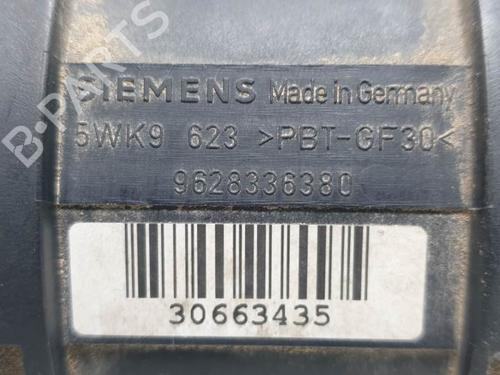 SIEMENS Made in Germany
5WK9 623 >PBT-GF30<
9628336380
30663435
B-PARTS